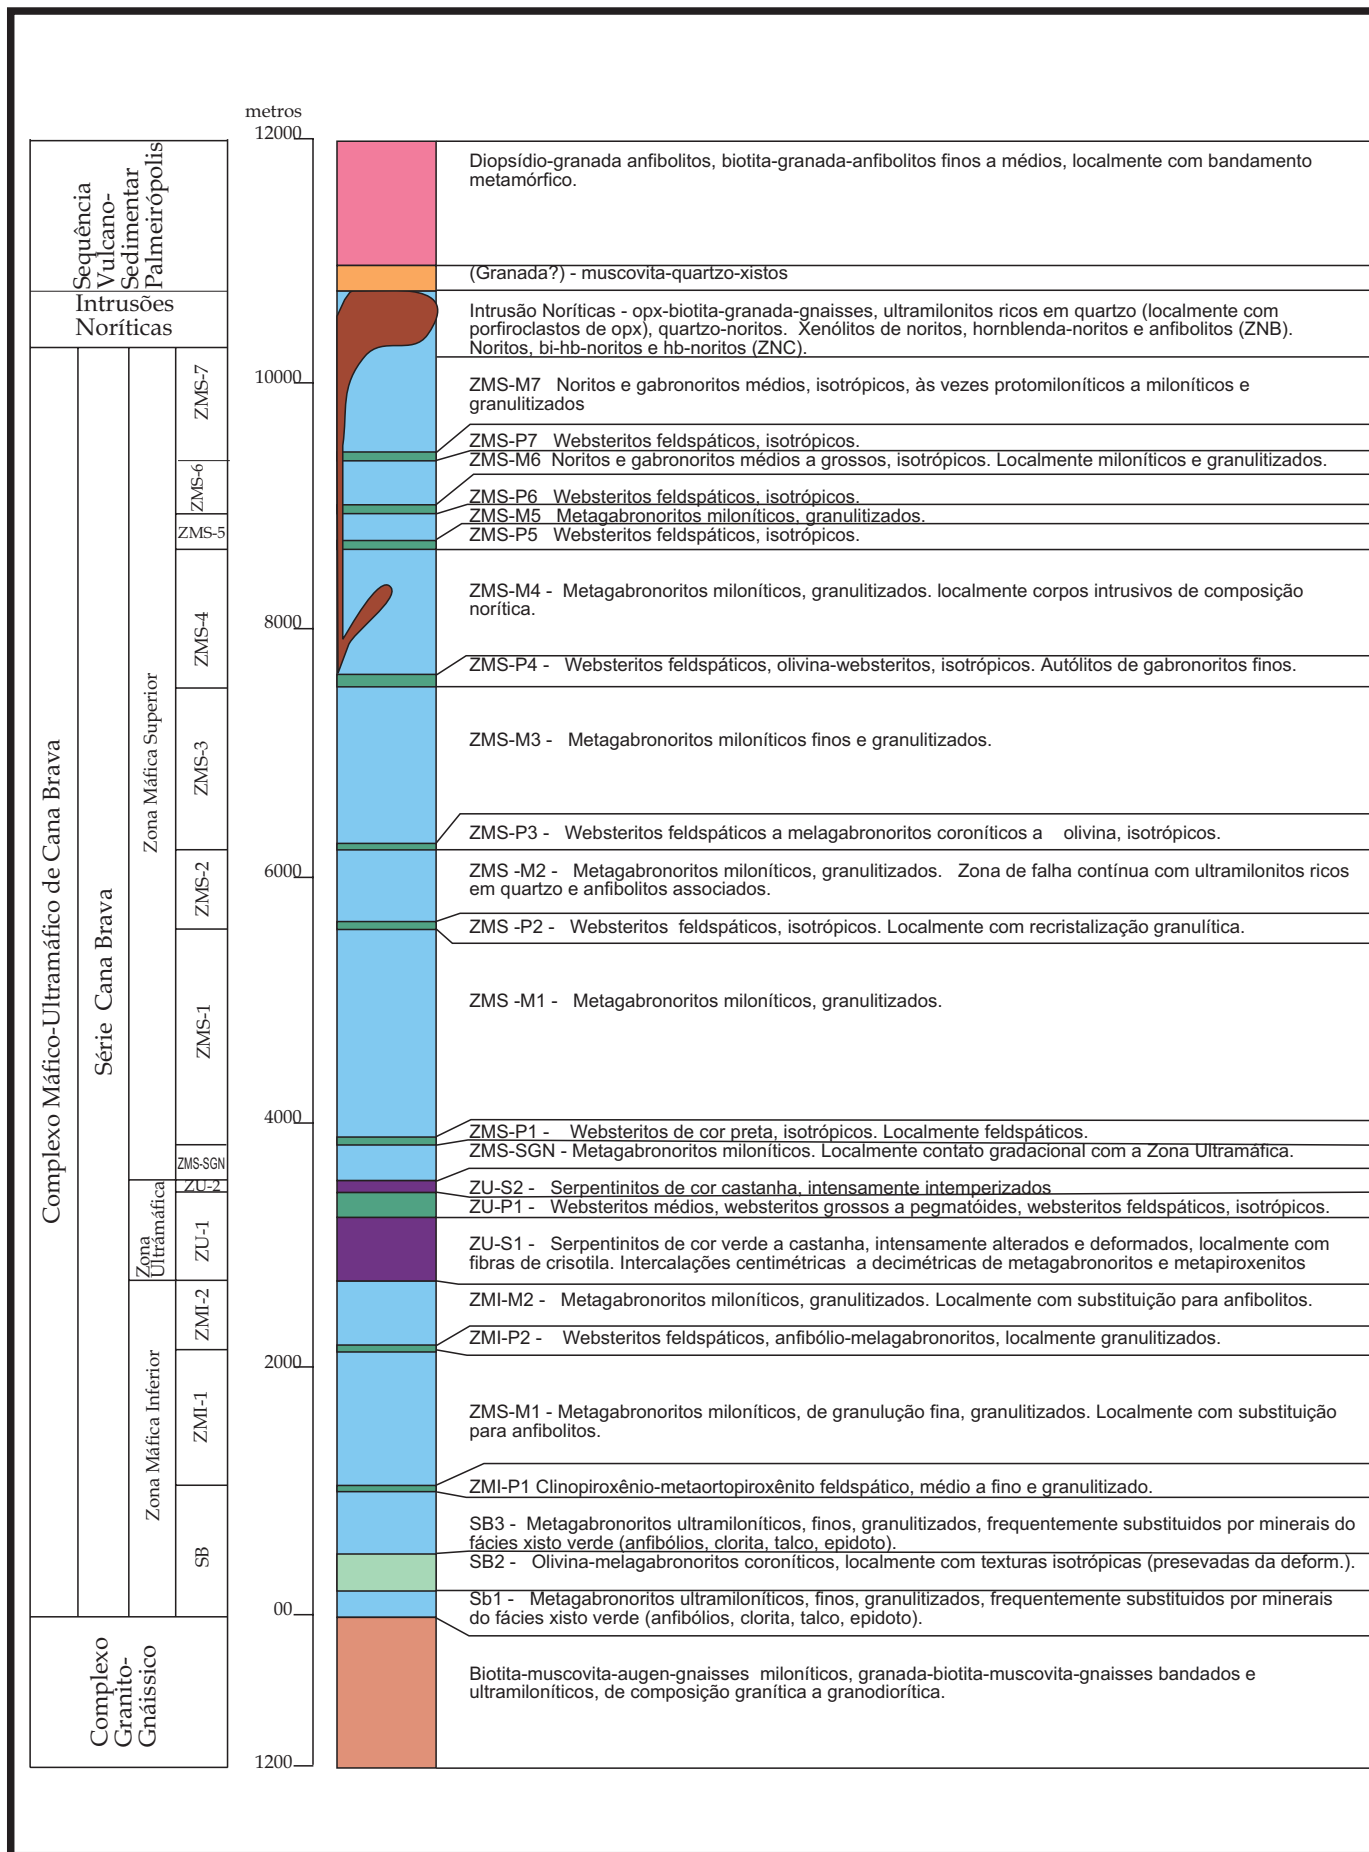 metros
12000
10000
8000
6000
4000
2000
00
1200
Sequência
Vulcano-
Sedimentar
Palmeirópolis
Intrusões
Noríticas
Complexo Máfico-Ultramáfico de Cana Brava
Série Cana Brava
Zona Máfica Superior
Zona
Ultrámáfica
Zona Máfica Inferior
ZMS-7
ZMS-6
ZMS-5
ZMS-4
ZMS-3
ZMS-2
ZMS-1
ZMS-SGN
ZU-2
ZU-1
ZMI-2
ZMI-1
SB
Complexo
Granito-
Gnáissico
Diopsídio-granada anfibolitos, biotita-granada-anfibolitos finos a médios, localmente com bandamento
metamórfico.
(Granada?) - muscovita-quartzo-xistos
Intrusão Noríticas - opx-biotita-granada-gnaisses, ultramilonitos ricos em quartzo (localmente com
porfiroclastos de opx), quartzo-noritos. Xenólitos de noritos, hornblenda-noritos e anfibolitos (ZNB).
Noritos, bi-hb-noritos e hb-noritos (ZNC).
ZMS-M7 Noritos e gabronoritos médios, isotrópicos, às vezes protomiloníticos a miloníticos e
granulitizados
ZMS-P7 Websteritos feldspáticos, isotrópicos.
ZMS-M6 Noritos e gabronoritos médios a grossos, isotrópicos. Localmente miloníticos e granulitizados.
ZMS-P6 Websteritos feldspáticos, isotrópicos.
ZMS-M5 Metagabronoritos miloníticos, granulitizados.
ZMS-P5 Websteritos feldspáticos, isotrópicos.
ZMS-M4 - Metagabronoritos miloníticos, granulitizados. localmente corpos intrusivos de composição
norítica.
ZMS-P4 - Websteritos feldspáticos, olivina-websteritos, isotrópicos. Autólitos de gabronoritos finos.
ZMS-M3 - Metagabronoritos miloníticos finos e granulitizados.
ZMS-P3 - Websteritos feldspáticos a melagabronoritos coroníticos a olivina, isotrópicos.
ZMS -M2 - Metagabronoritos miloníticos, granulitizados. Zona de falha contínua com ultramilonitos ricos
em quartzo e anfibolitos associados.
ZMS -P2 - Websteritos feldspáticos, isotrópicos. Localmente com recristalização granulítica.
ZMS -M1 - Metagabronoritos miloníticos, granulitizados.
ZMS-P1 - Websteritos de cor preta, isotrópicos. Localmente feldspáticos.
ZMS-SGN - Metagabronoritos miloníticos. Localmente contato gradacional com a Zona Ultramáfica.
ZU-S2 - Serpentinitos de cor castanha, intensamente intemperizados
ZU-P1 - Websteritos médios, websteritos grossos a pegmatóides, websteritos feldspáticos, isotrópicos.
ZU-S1 - Serpentinitos de cor verde a castanha, intensamente alterados e deformados, localmente com
fibras de crisotila. Intercalações centimétricas a decimétricas de metagabronoritos e metapiroxenitos
ZMI-M2 - Metagabronoritos miloníticos, granulitizados. Localmente com substituição para anfibolitos.
ZMI-P2 - Websteritos feldspáticos, anfibólio-melagabronoritos, localmente granulitizados.
ZMS-M1 - Metagabronoritos miloníticos, de granulução fina, granulitizados. Localmente com substituição
para anfibolitos.
ZMI-P1 Clinopiroxênio-metaortopiroxênito feldspático, médio a fino e granulitizado.
SB3 - Metagabronoritos ultramiloníticos, finos, granulitizados, frequentemente substituidos por minerais do
fácies xisto verde (anfibólios, clorita, talco, epidoto).
SB2 - Olivina-melagabronoritos coroníticos, localmente com texturas isotrópicas (presevadas da deform.).
Sb1 - Metagabronoritos ultramiloníticos, finos, granulitizados, frequentemente substituidos por minerais
do fácies xisto verde (anfibólios, clorita, talco, epidoto).
Biotita-muscovita-augen-gnaisses miloníticos, granada-biotita-muscovita-gnaisses bandados e
ultramiloníticos, de composição granítica a granodiorítica.